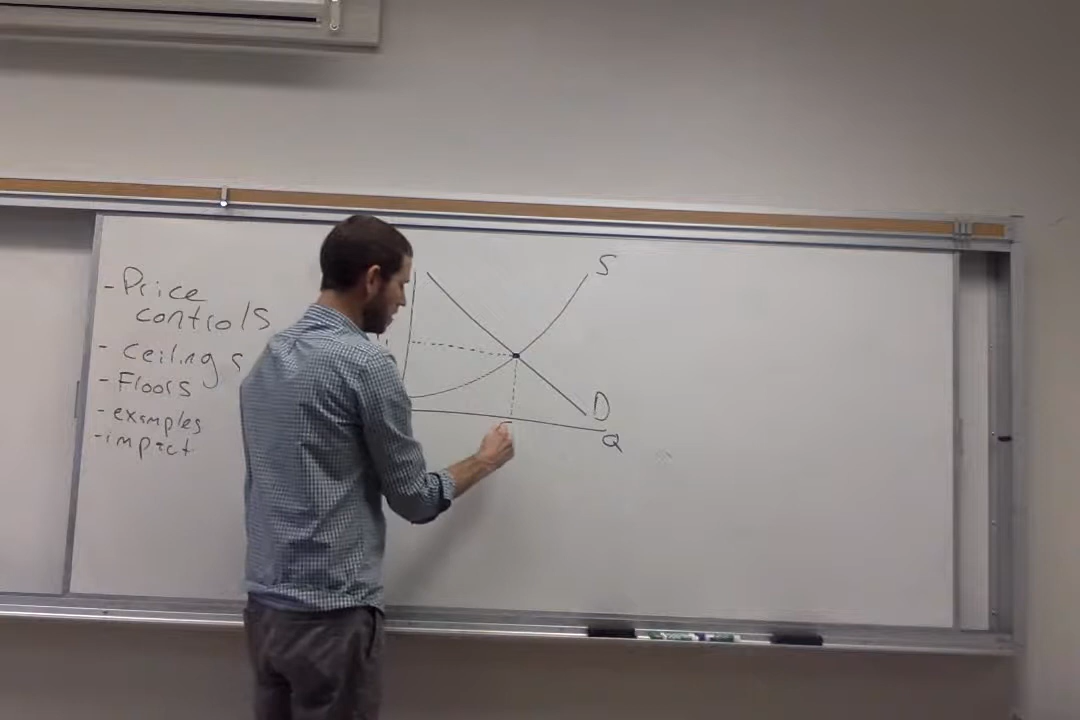 - Price
controls
- ceilings
- Floors
- examples
- impact
S
D
Q